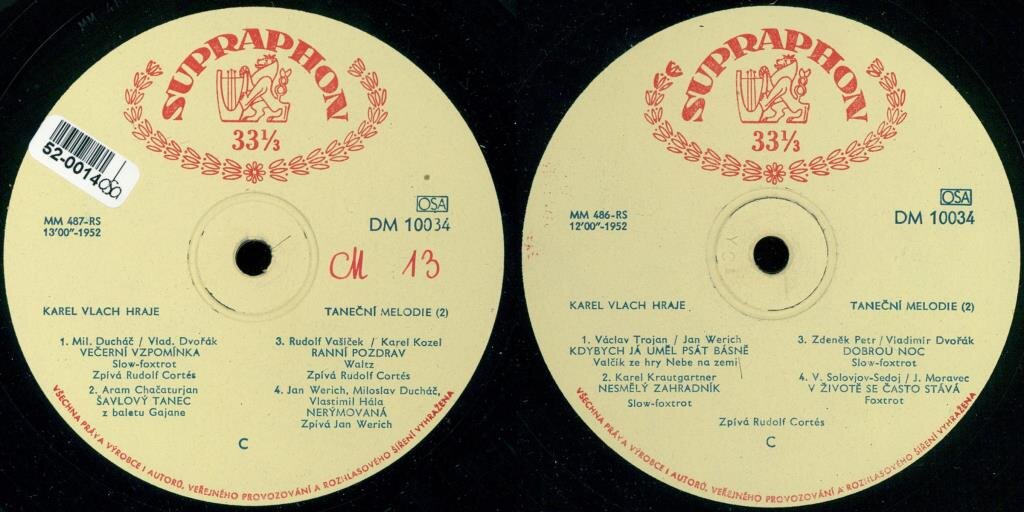 SUPRAPHON
33⅓
52-0014
OSA
OSA
MM 487-RS
13'00"-1952
DM 10034
CM 13
KAREL VLACH HRAJE
TANEČNÍ MELODIE (2)
1. Mil. Ducháč / Vlad. Dvořák
VEČERNÍ VZPOMÍNKA
Slow-foxtrot
Zpívá Rudolf Cortés
2. Aram Chačaturjan
ŠAVLOVÝ TANEC
z baletu Gajane
3. Rudolf Vašíček / Karel Kozel
RANNÍ POZDRAV
Waltz
Zpívá Rudolf Cortés
4. Jan Werich, Miloslav Ducháč,
Vlastimil Hála
NERÝMOVANÁ
Zpívá Jan Werich
C
VŠECHNA PRÁVA VÝROBCE I AUTORŮ, VEŘEJNÉHO PROVOZOVÁNÍ A ROZHLASOVÉHO ŠÍŘENÍ VYHRAŽENA
SUPRAPHON
33⅓
OSA
MM 486-RS
12'00"-1952
DM 10034
KAREL VLACH HRAJE
TANEČNÍ MELODIE (2)
1. Václav Trojan / Jan Werich
KDYBYCH JÁ UMĚL PSÁT BÁSNĚ
Valčík ze hry Nebe na zemi
2. Karel Krautgartner
NESMĚLÝ ZAHRADNÍK
Slow-foxtrot
3. Zdeněk Petr / Vladimír Dvořák
DOBROU NOC
Slow-foxtrot
4. V. Solovjov-Sedoj / J. Moravec
V ŽIVOTĚ SE ČASTO STÁVÁ
Foxtrot
Zpívá Rudolf Cortés
C
VŠECHNA PRÁVA VÝROBCE I AUTORŮ, VEŘEJNÉHO PROVOZOVÁNÍ A ROZHLASOVÉHO ŠÍŘENÍ VYHRAŽENA